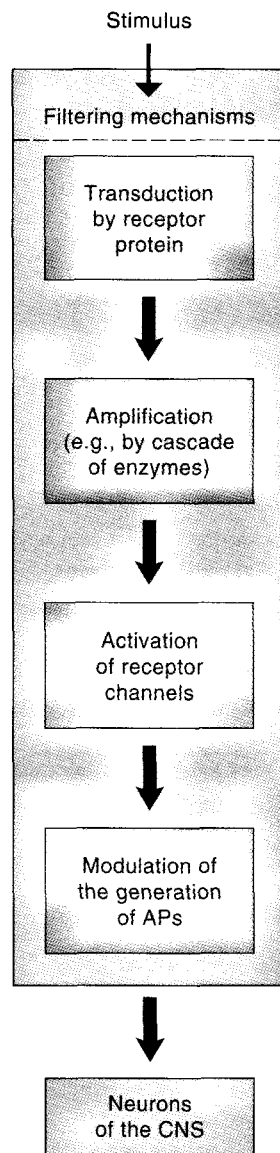 Stimulus
Filtering mechanisms
Transduction
by receptor
protein
Amplification
(e.g., by cascade
of enzymes)
Activation
of receptor
channels
Modulation of
the generation
of APs
Neurons
of the CNS